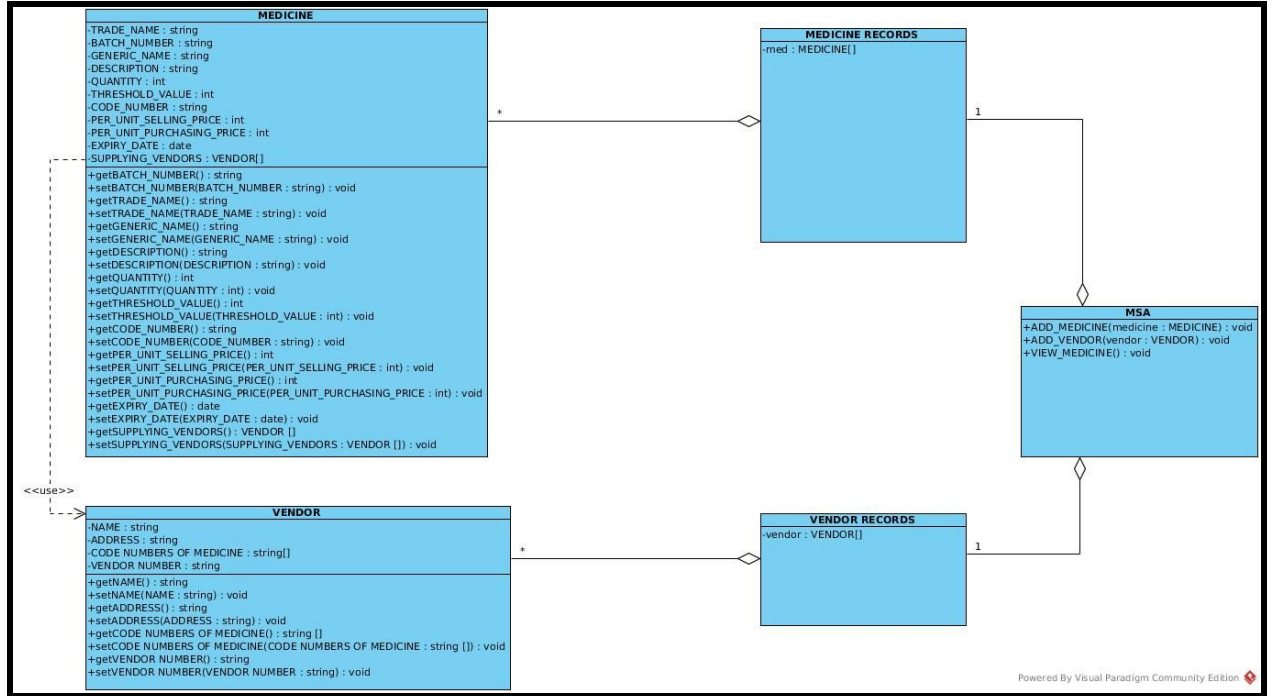 MEDICINE
-TRADE_NAME : string
-BATCH_NUMBER : string
-GENERIC_NAME : string
-DESCRIPTION : string
-QUANTITY : int
-THRESHOLD_VALUE : int
-CODE_NUMBER : string
-PER_UNIT_SELLING_PRICE : int
-PER_UNIT_PURCHASING_PRICE : int
-EXPIRY_DATE : date
-SUPPLYING_VENDORS : VENDOR[]
+getBATCH_NUMBER() : string
+setBATCH_NUMBER(BATCH_NUMBER : string) : void
+getTRADE_NAME() : string
+setTRADE_NAME(TRADE_NAME : string) : void
+getGENERIC_NAME() : string
+setGENERIC_NAME(GENERIC_NAME : string) : void
+getDESCRIPTION() : string
+setDESCRIPTION(DESCRIPTION : string) : void
+getQUANTITY() : int
+setQUANTITY(QUANTITY : int) : void
+getTHRESHOLD_VALUE() : int
+setTHRESHOLD_VALUE(THRESHOLD_VALUE : int) : void
+getCODE_NUMBER() : string
+setCODE_NUMBER(CODE_NUMBER : string) : void
+getPER_UNIT_SELLING_PRICE() : int
+setPER_UNIT_SELLING_PRICE(PER_UNIT_SELLING_PRICE : int) : void
+getPER_UNIT_PURCHASING_PRICE() : int
+setPER_UNIT_PURCHASING_PRICE(PER_UNIT_PURCHASING_PRICE : int) : void
+getEXPIRY_DATE() : date
+setEXPIRY_DATE(EXPIRY_DATE : date) : void
+getSUPPLYING_VENDORS() : VENDOR []
+setSUPPLYING_VENDORS(SUPPLYING_VENDORS : VENDOR []) : void
*
MEDICINE RECORDS
-med : MEDICINE[]
1
MSA
+ADD_MEDICINE(medicine : MEDICINE) : void
+ADD_VENDOR(vendor : VENDOR) : void
+VIEW_MEDICINE() : void
<<use>>
VENDOR
-NAME : string
-ADDRESS : string
-CODE NUMBERS OF MEDICINE : string[]
-VENDOR NUMBER : string
+getNAME() : string
+setNAME(NAME : string) : void
+getADDRESS() : string
+setADDRESS(ADDRESS : string) : void
+getCODE NUMBERS OF MEDICINE() : string []
+setCODE NUMBERS OF MEDICINE(CODE NUMBERS OF MEDICINE : string []) : void
+getVENDOR NUMBER() : string
+setVENDOR NUMBER(VENDOR NUMBER : string) : void
*
VENDOR RECORDS
-vendor : VENDOR[]
1
Powered By Visual Paradigm Community Edition